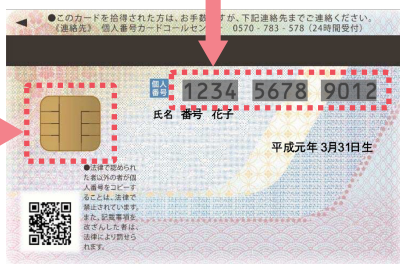 ●このカードを拾得された方は、お手数ですが、下記連絡先までご連絡ください。
《連絡先》 個人番号カードコールセン 0570-783-578（24時間受付）
個人番号 1234 5678 9012
氏名 番号 花子
平成元年 3月31日生
●法律で認められ
た者以外の者が個
人番号をコピーす
ることは、法律で
禁止されています。
また、記載事項を
改ざんした者は、
法律により罰せら
れます。